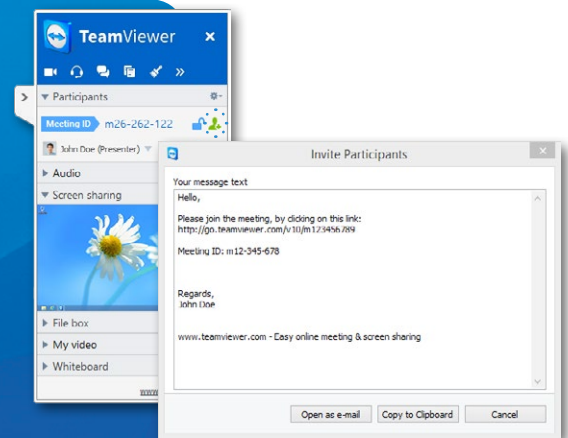 TeamViewer
Participants
Meeting ID m26-262-122
John Doe (Presenter)
Audio
Screen sharing
File box
My video
Whiteboard
www
Invite Participants
Your message text
Hello,
Please join the meeting, by clicking on this link:
http://go.teamviewer.com/v10/m123456789
Meeting ID: m12-345-678
Regards,
John Doe
www.teamviewer.com - Easy online meeting & screen sharing
Open as e-mail Copy to Clipboard Cancel